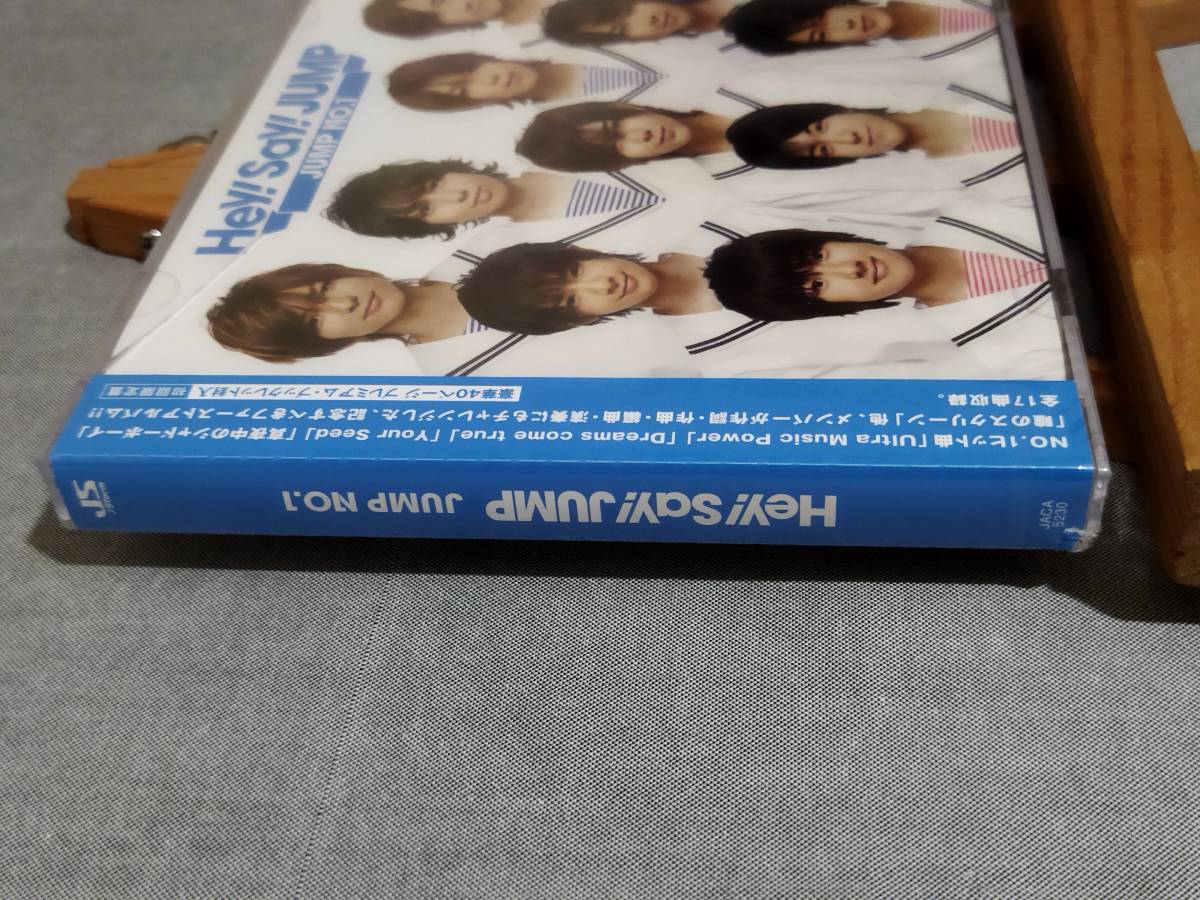 Hey! Say! JUMP
JUMP NO.1
NO.1ヒット曲「Ultra Music Power」「Dreams come true」「Your Seed」「真夜中のシャドーボーイ」
「瞳のスクリーン」他、メンバーが作詞・作曲・編曲・演奏にもチャレンジした、記念すべきファーストアルバム!!
全17曲収録。
豪華40ページ プレミアム・ブックレット封入
初回限定盤
Hey! Say! JUMP JUMP NO.1
JACA
5230
JS
J Storm